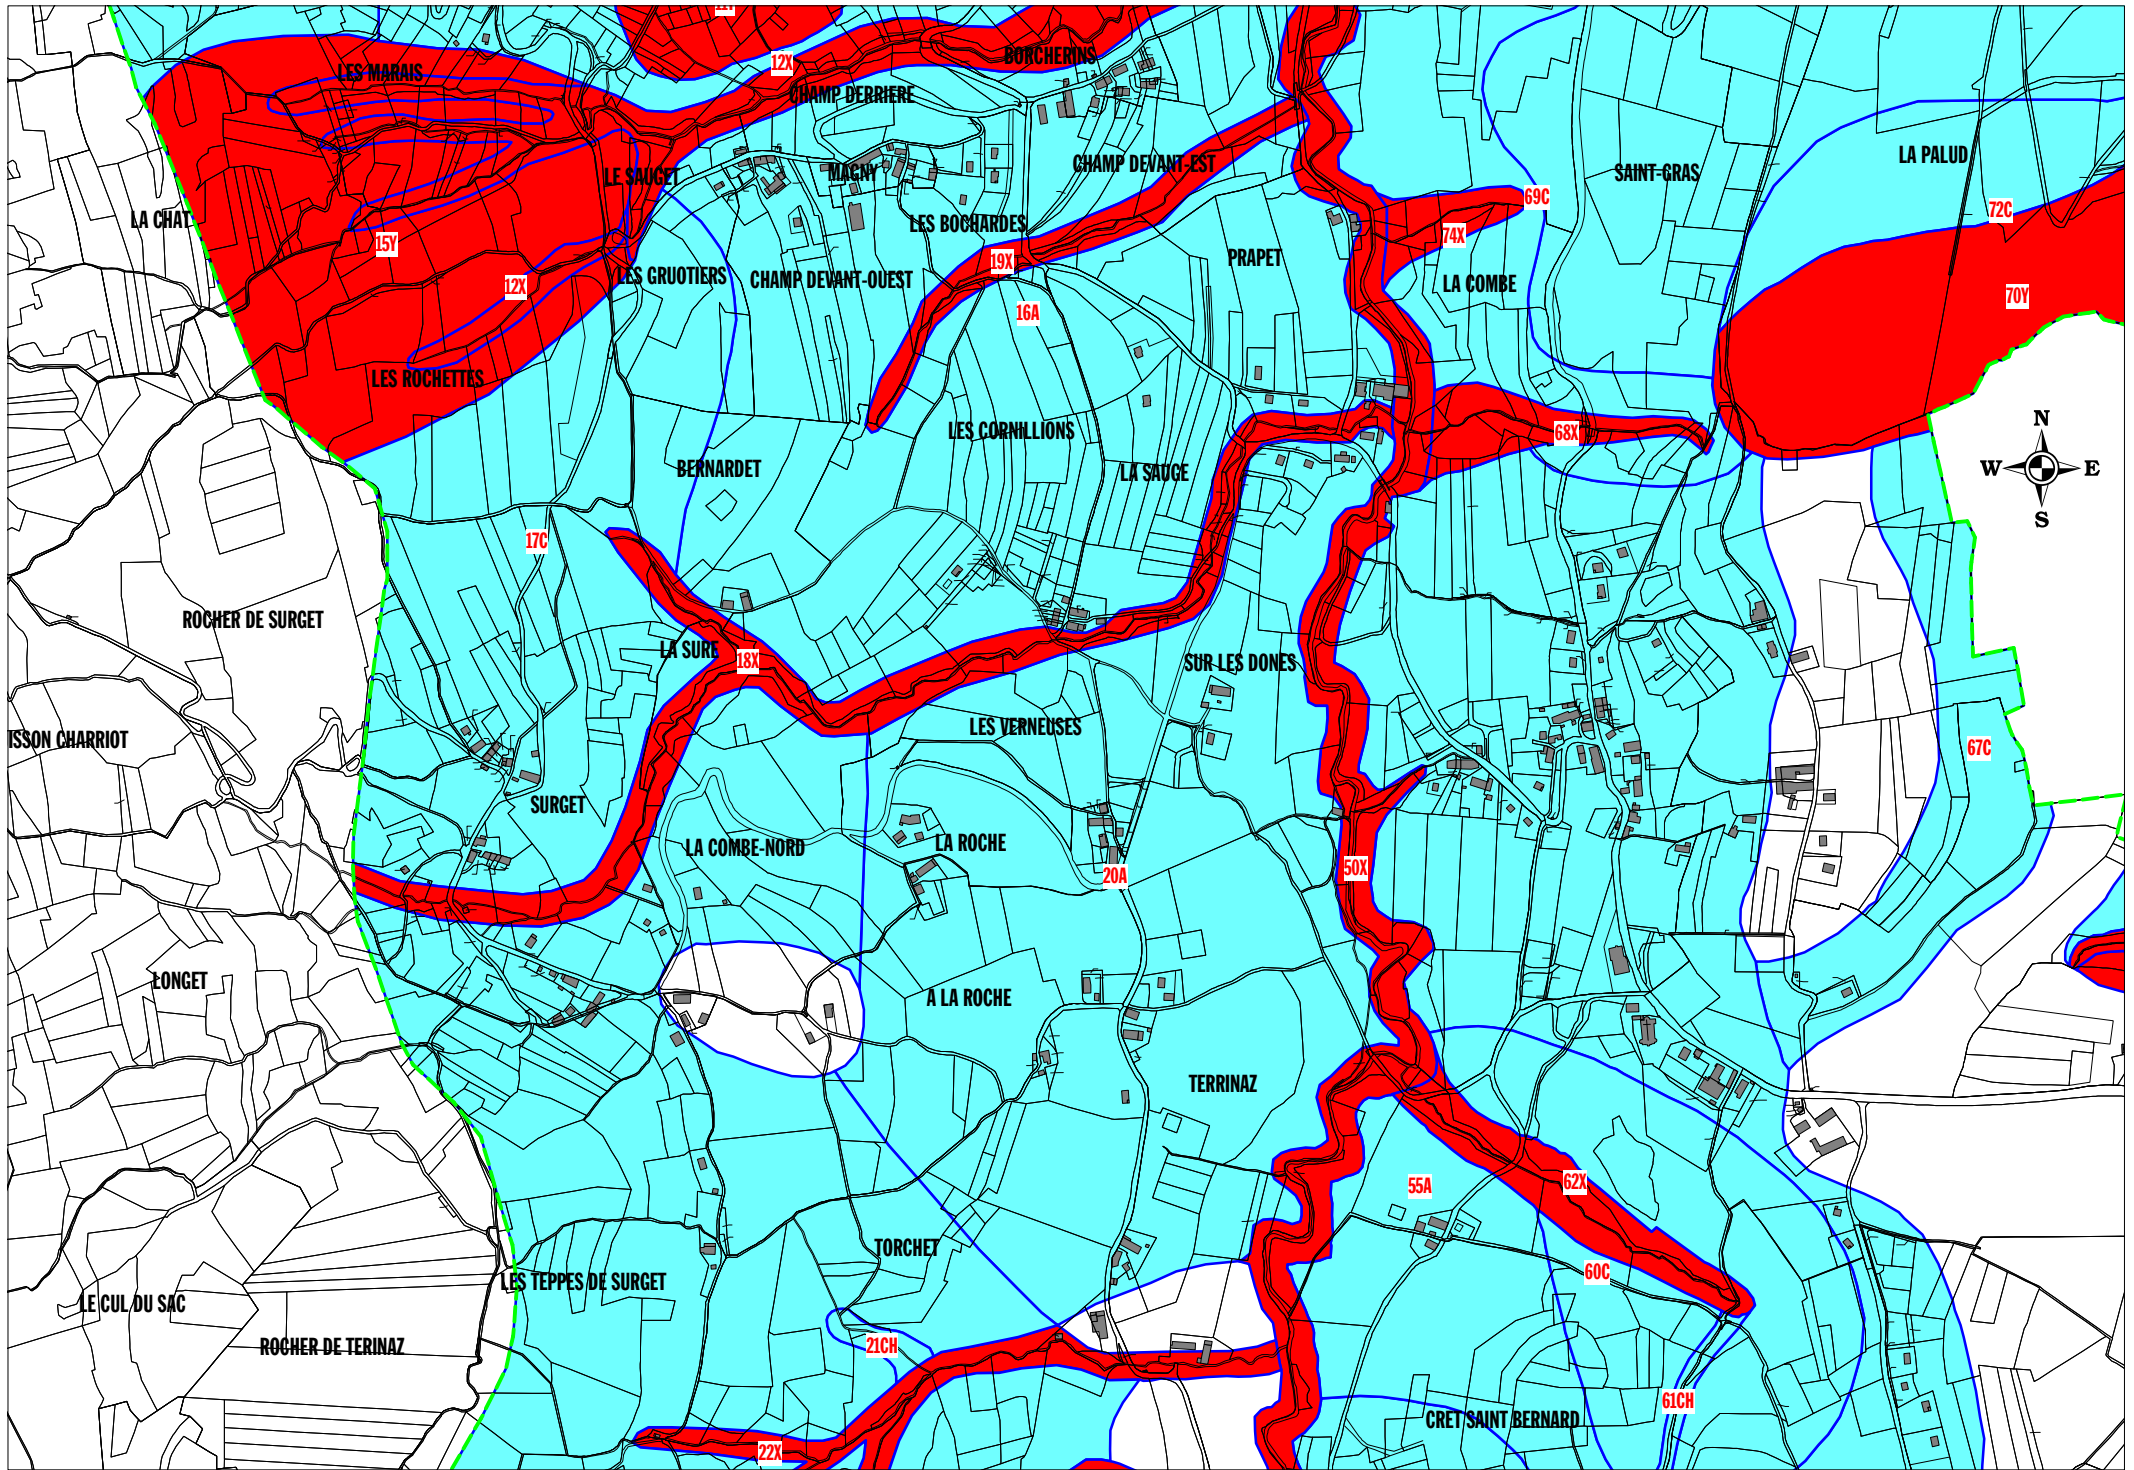 12X
BORCHERINS
LES MARAIS
CHAMP DERRIERE
CHAMP DEVANT-EST
LA PALUD
MAGNY
LE SAUGET
SAINT-GRAS
69C
72C
LA CHAT
LES BOCHARDES
74X
15Y
PRAPET
19X
LES GRUOTIERS
CHAMP DEVANT-OUEST
LA COMBE
12X
70Y
16A
LES ROCHETTES
N
LES CORNILLIONS
68X
BERNARDET
LA SAUGE
W
E
S
17C
ROCHER DE SURGET
LA SURE
18X
SUR LES DONES
LES VERNEUSES
ISSON CHARRIOT
67C
SURGET
LA COMBE-NORD
LA ROCHE
20A
50X
LONGET
A LA ROCHE
TERRINAZ
55A
62X
TORCHET
60C
LES TEPPES DE SURGET
LE CUL DU SAC
ROCHER DE TERINAZ
21CH
61CH
CRET SAINT BERNARD
22X